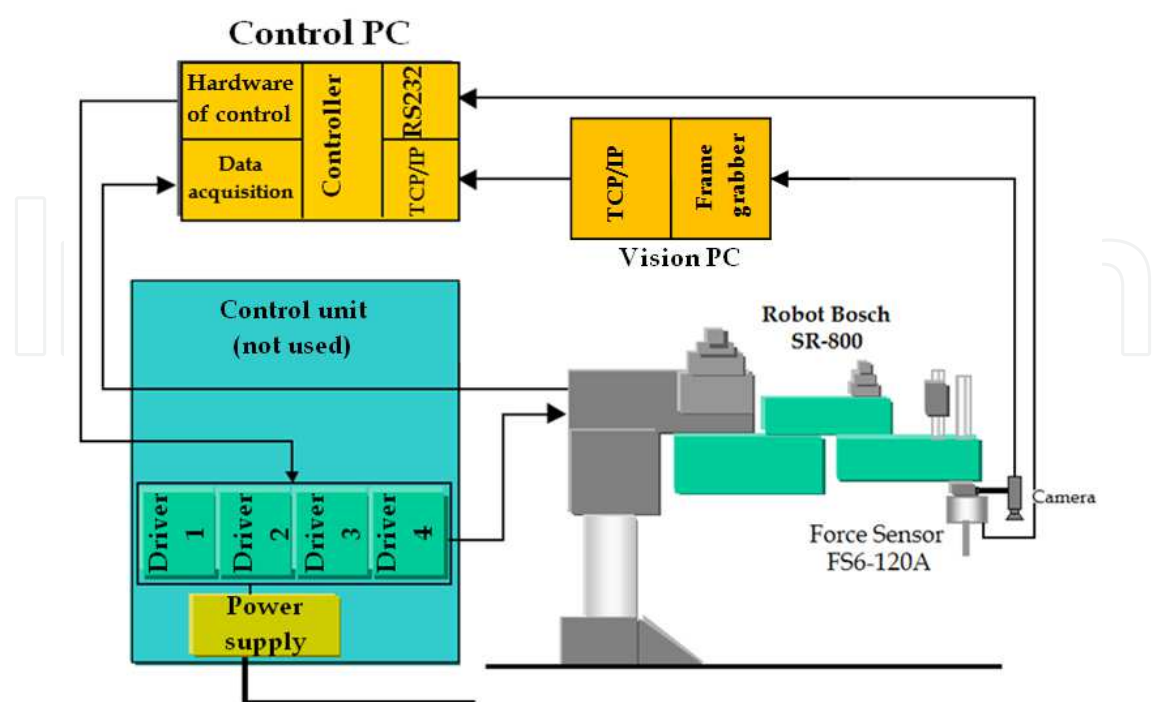 Control PC
Hardware
of control
Data
acquisition
Controller
RS232
TCP/IP
TCP/IP
Frame
grabber
Vision PC
Control unit
(not used)
Robot Bosch
SR-800
Driver
1
Driver
2
Driver
3
Driver
4
Camera
Force Sensor
FS6-120A
Power
supply